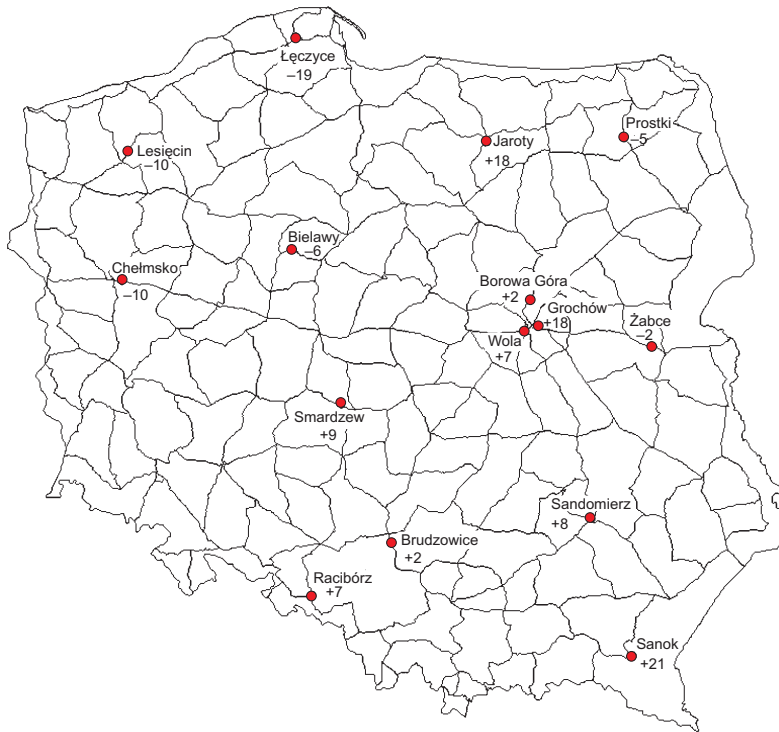 Łęczyce
–19
Prostki
–5
Jaroty
+18
Lesięcin
–10
Bielawy
–6
Chełmsko
–10
Borowa Góra
+2
Grochów
+18
Żabce
–2
Wola
+7
Smardzew
+9
Sandomierz
+8
Brudzowice
+2
Racibórz
+7
Sanok
+21